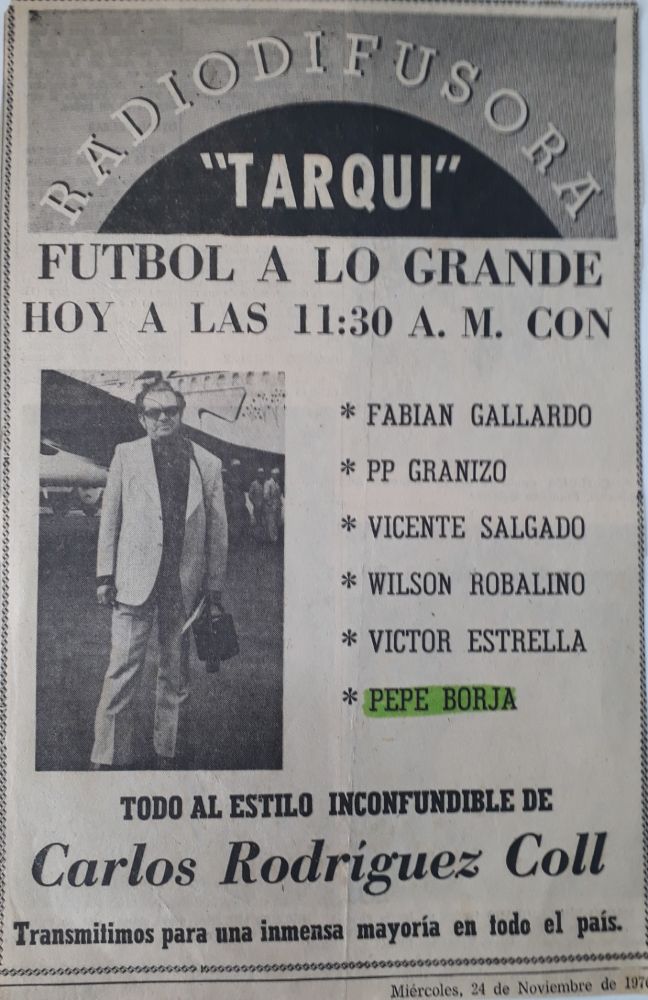 RADIODIFUSORA
"TARQUI"
FUTBOL A LO GRANDE
HOY A LAS 11:30 A. M. CON
* FABIAN GALLARDO
* PP GRANIZO
* VICENTE SALGADO
* WILSON ROBALINO
* VICTOR ESTRELLA
* PEPE BORJA
TODO AL ESTILO INCONFUNDIBLE DE
Carlos Rodríguez Coll
Transmitimos para una inmensa mayoría en todo el país.
Miércoles, 24 de Noviembre de 1976